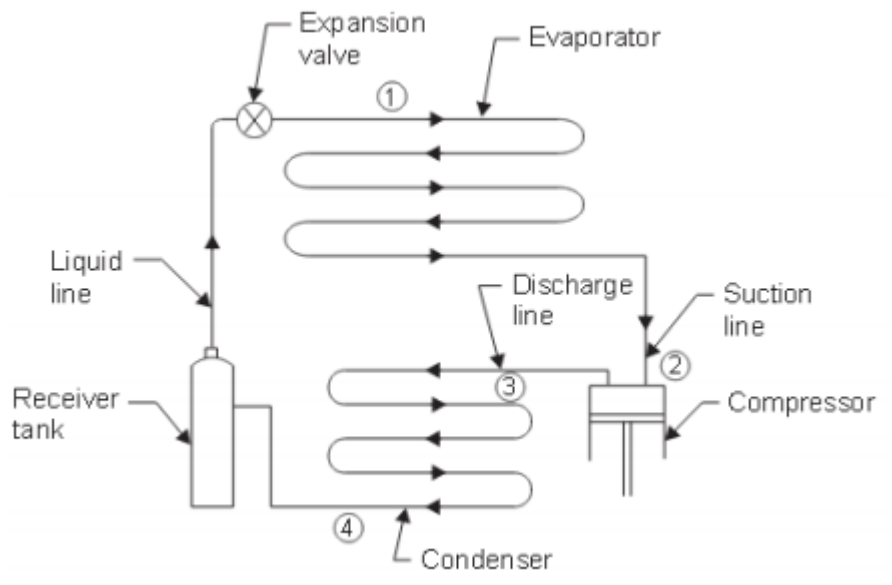 Expansion
valve
Evaporator
1
Liquid
line
Discharge
line
Suction
line
2
3
Receiver
tank
Compressor
4
Condenser